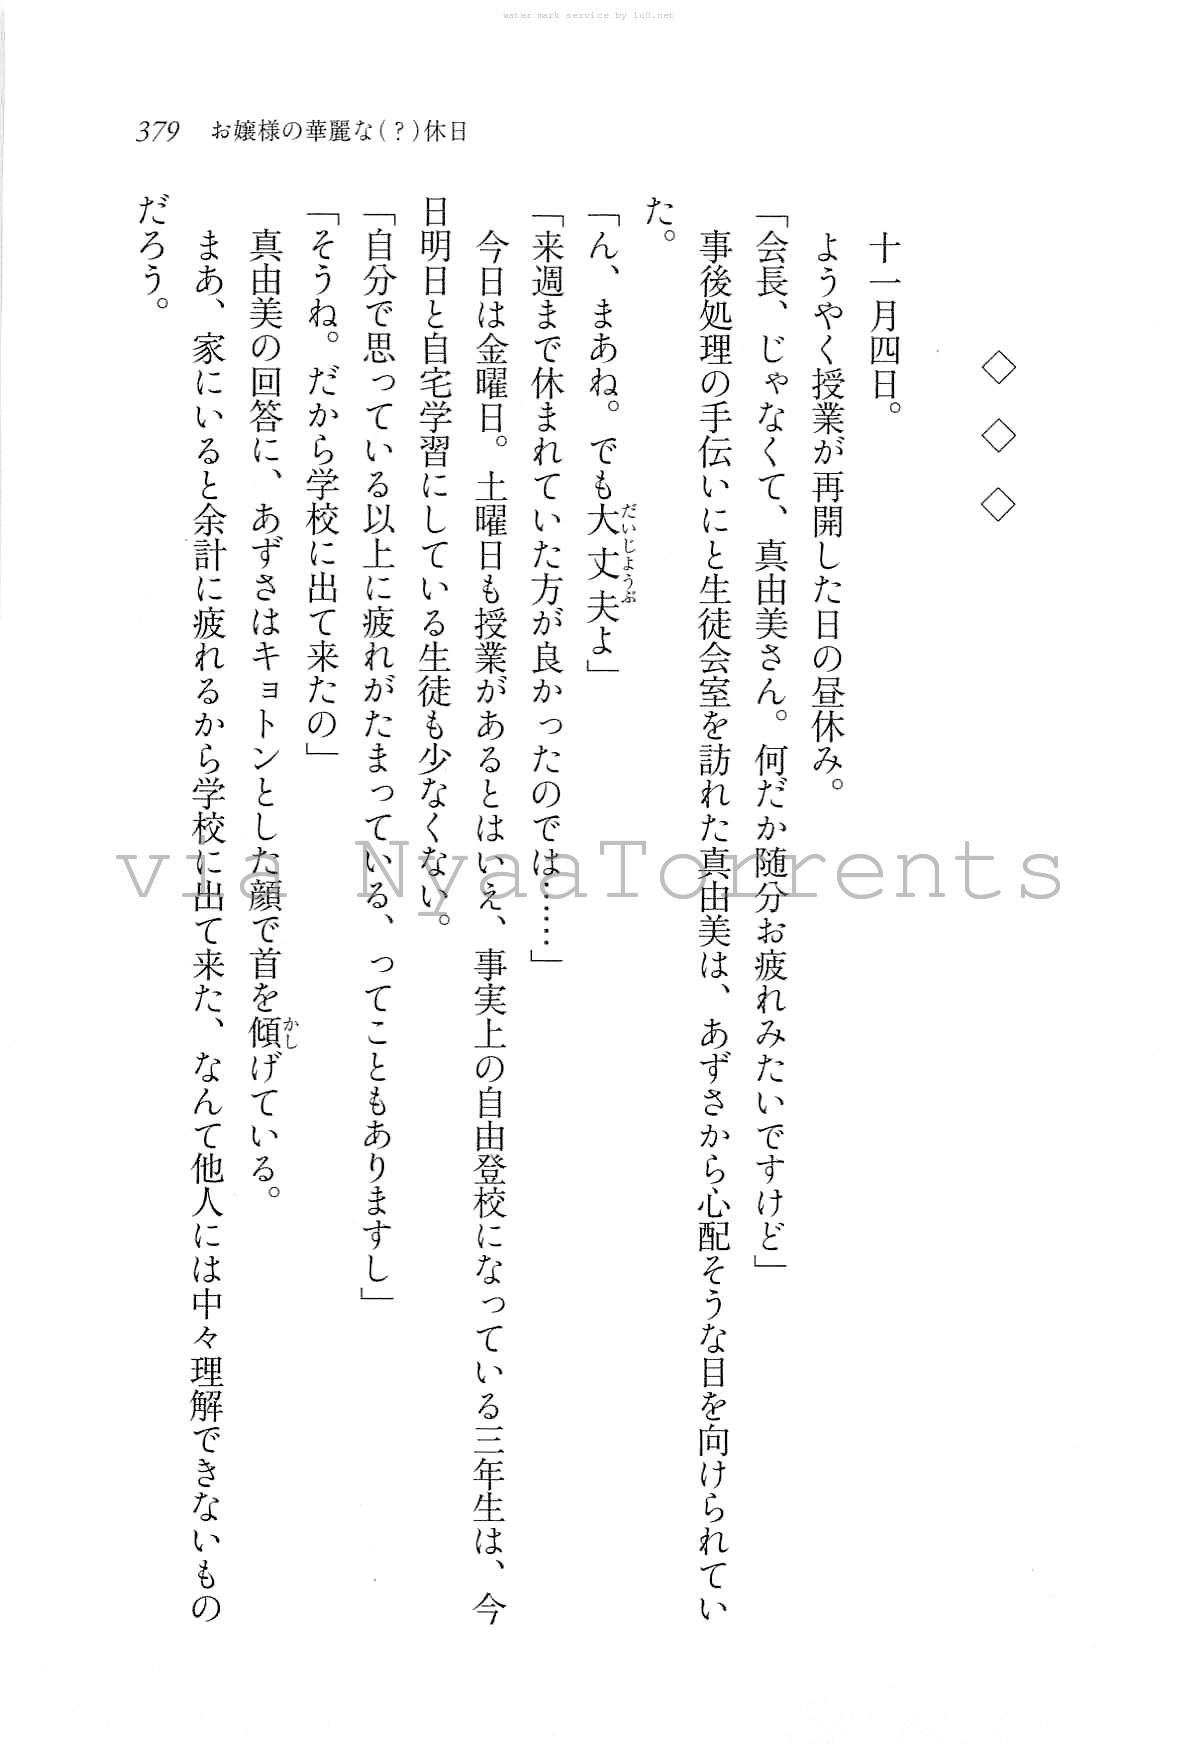 water mark service by lu0.net
379 お嬢様の華麗な(?)休日
◇ ◇ ◇
十一月四日。
ようやく授業が再開した日の昼休み。
「会長、じゃなくて、真由美さん。何だか随分お疲れみたいですけど」
事後処理の手伝いにと生徒会室を訪れた真由美は、あずさから心配そうな目を向けられてい
た。
「ん、まあね。でも大丈夫よ」
だいじょうぶ
「来週まで休まれていた方が良かったのでは……」
今日は金曜日。土曜日も授業があるとはいえ、事実上の自由登校になっている三年生は、今
日明日と自宅学習にしている生徒も少なくない。
「自分で思っている以上に疲れがたまっている、ってこともありますし」
「そうね。だから学校に出て来たの」
真由美の回答に、あずさはキョトンとした顔で首を傾げている。
かし
まあ、家にいると余計に疲れるから学校に出て来た、なんて他人には中々理解できないもの
だろう。
via NyaaTorrents